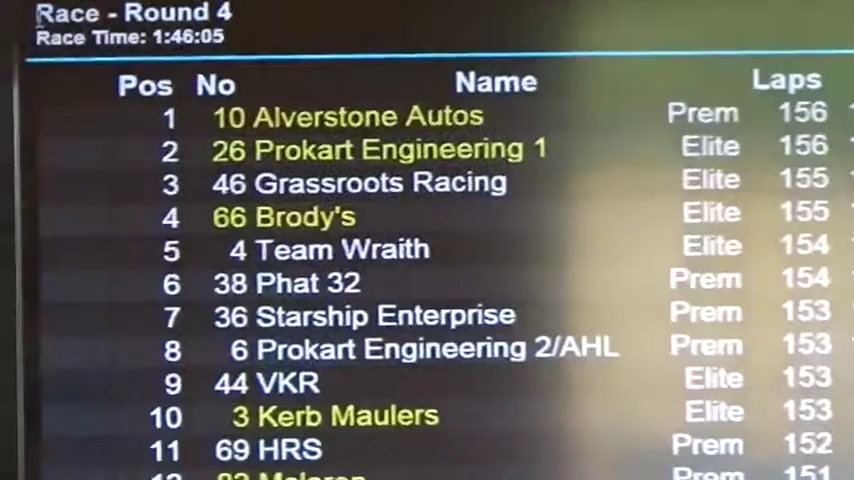 Race - Round 4
Race Time: 1:46:05
Pos No Name Laps
1 10 Alverstone Autos Prem 156
2 26 Prokart Engineering 1 Elite 156
3 46 Grassroots Racing Elite 155
4 66 Brody's Elite 155
5 4 Team Wraith Elite 154
6 38 Phat 32 Prem 154
7 36 Starship Enterprise Prem 153
8 6 Prokart Engineering 2/AHL Prem 153
9 44 VKR Elite 153
10 3 Kerb Maulers Elite 153
11 69 HRS Prem 152
Prem 151